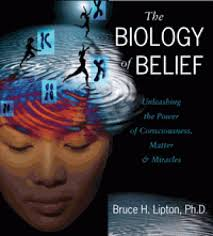 The
BIOLOGY
of BELIEF
Unleashing
the Power
of Consciousness,
Matter
& Miracles
Bruce H. Lipton, Ph.D